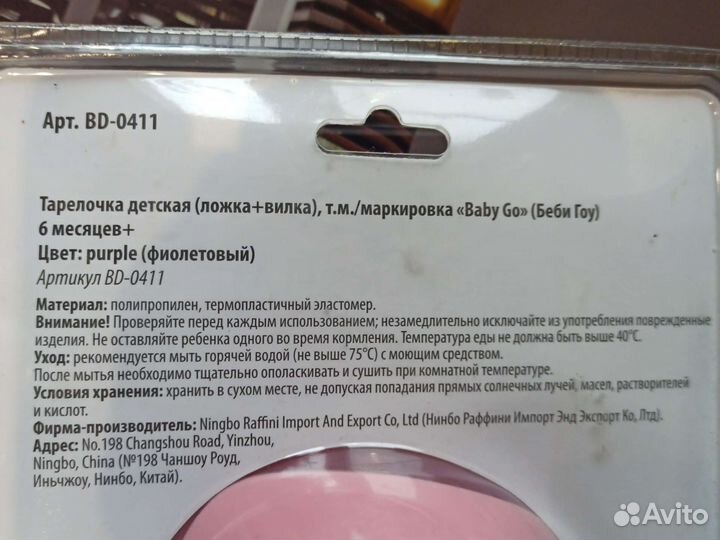 Арт. BD-0411
Тарелочка детская (ложка+вилка), т.м./маркировка «Baby Go» (Беби Гоу)
6 месяцев+
Цвет: purple (фиолетовый)
Артикул BD-0411
Материал: полипропилен, термопластичный эластомер.
Внимание! Проверяйте перед каждым использованием; незамедлительно исключайте из употребления поврежденные
изделия. Не оставляйте ребенка одного во время кормления. Температура еды не должна быть выше 40°С.
Уход: рекомендуется мыть горячей водой (не выше 75°С) с моющим средством.
После мытья необходимо тщательно ополаскивать и сушить при комнатной температуре.
Условия хранения: хранить в сухом месте, не допуская попадания прямых солнечных лучей, масел, растворителей
и кислот.
Фирма-производитель: Ningbo Raffini Import And Export Co, Ltd (Нинбо Раффини Импорт Энд Экспорт Ко, Лтд).
Адрес: No.198 Changshou Road, Yinzhou,
Ningbo, China (№198 Чаншоу Роуд,
Иньчжоу, Нинбо, Китай).
Avito